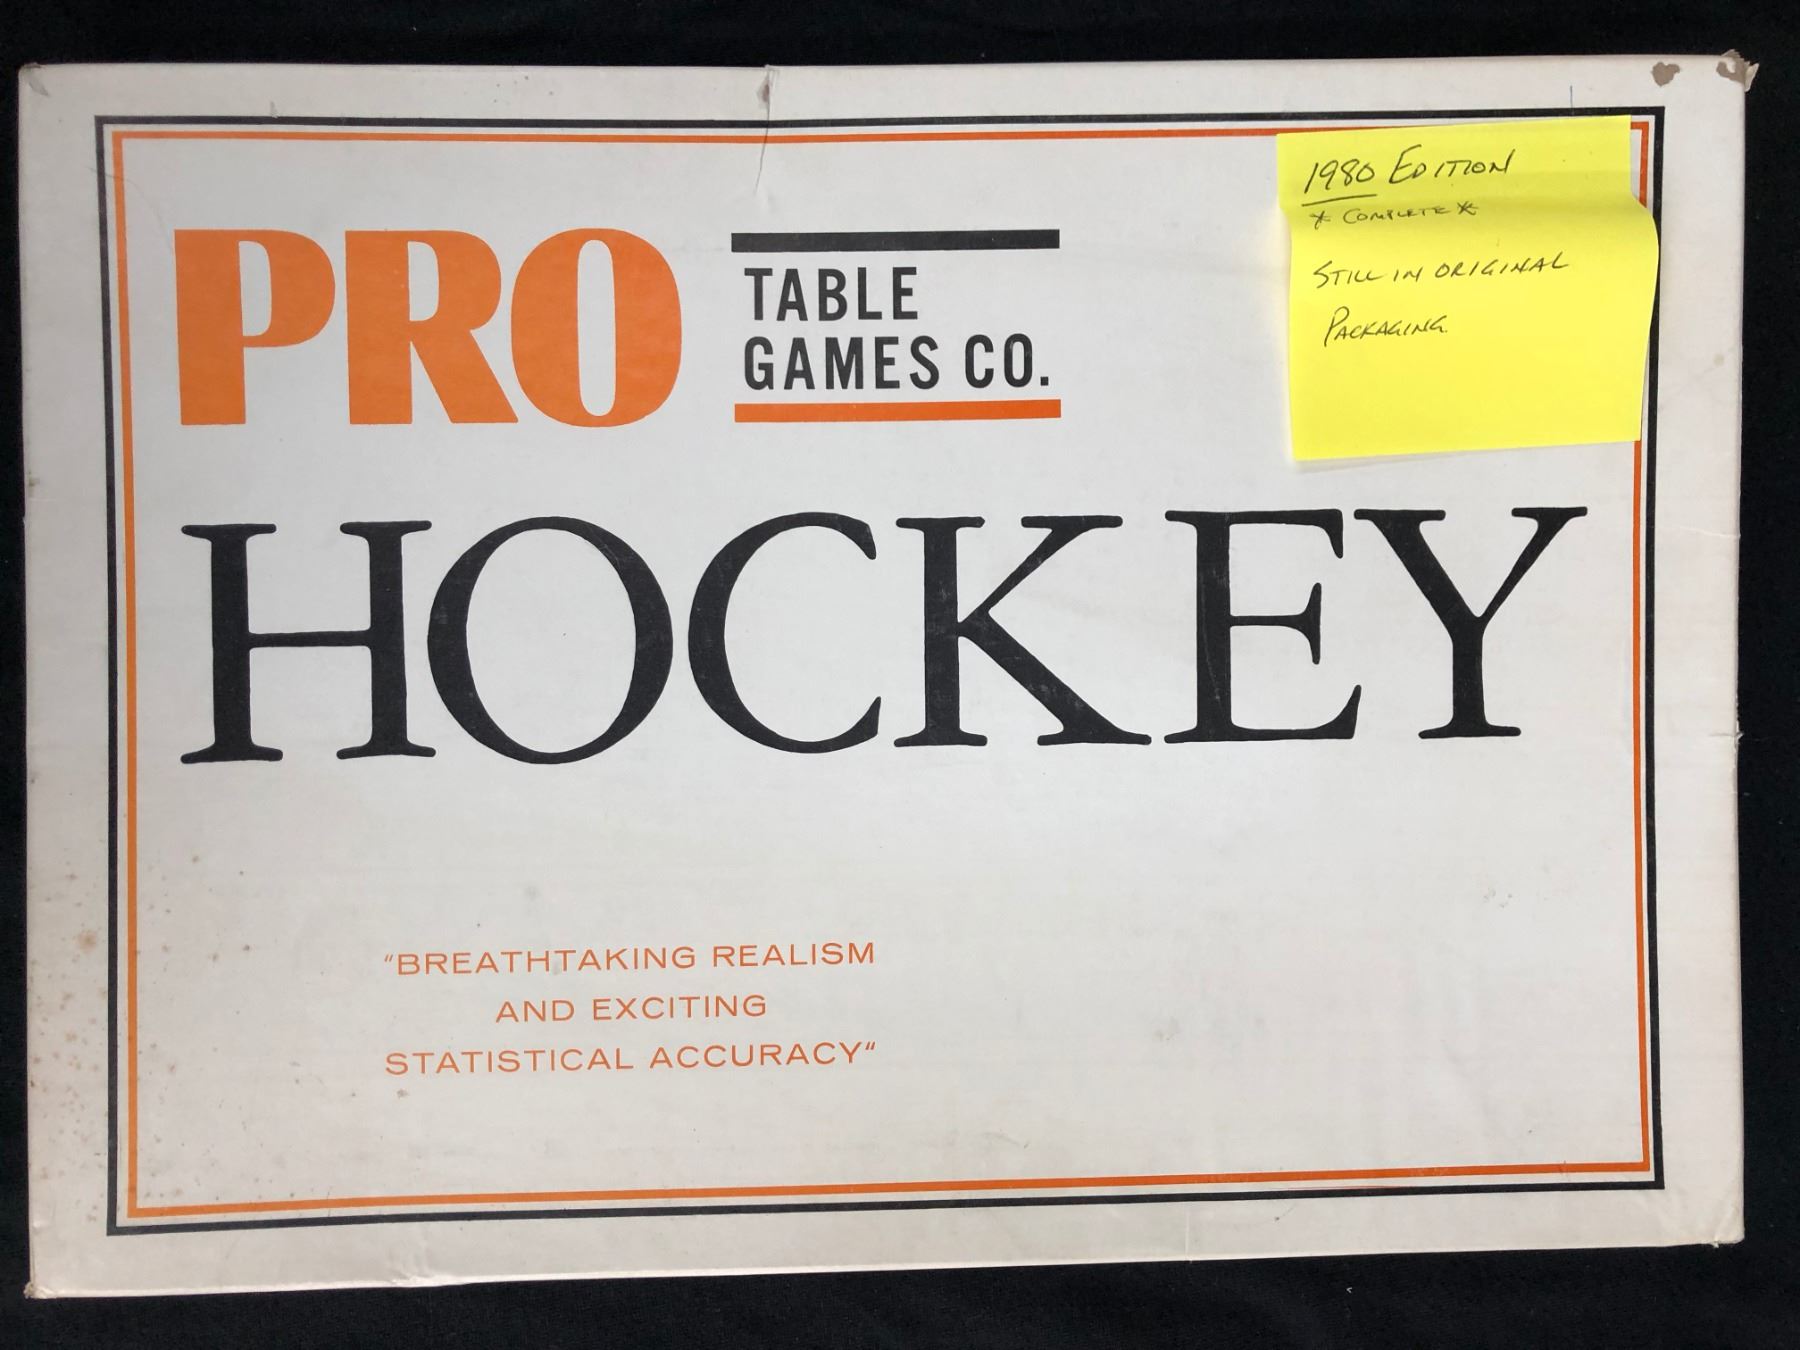 PRO
TABLE
GAMES CO.
1980 EDITION
* COMPLETE *
STILL IN ORIGINAL
PACKAGING
HOCKEY
"BREATHTAKING REALISM
AND EXCITING
STATISTICAL ACCURACY"